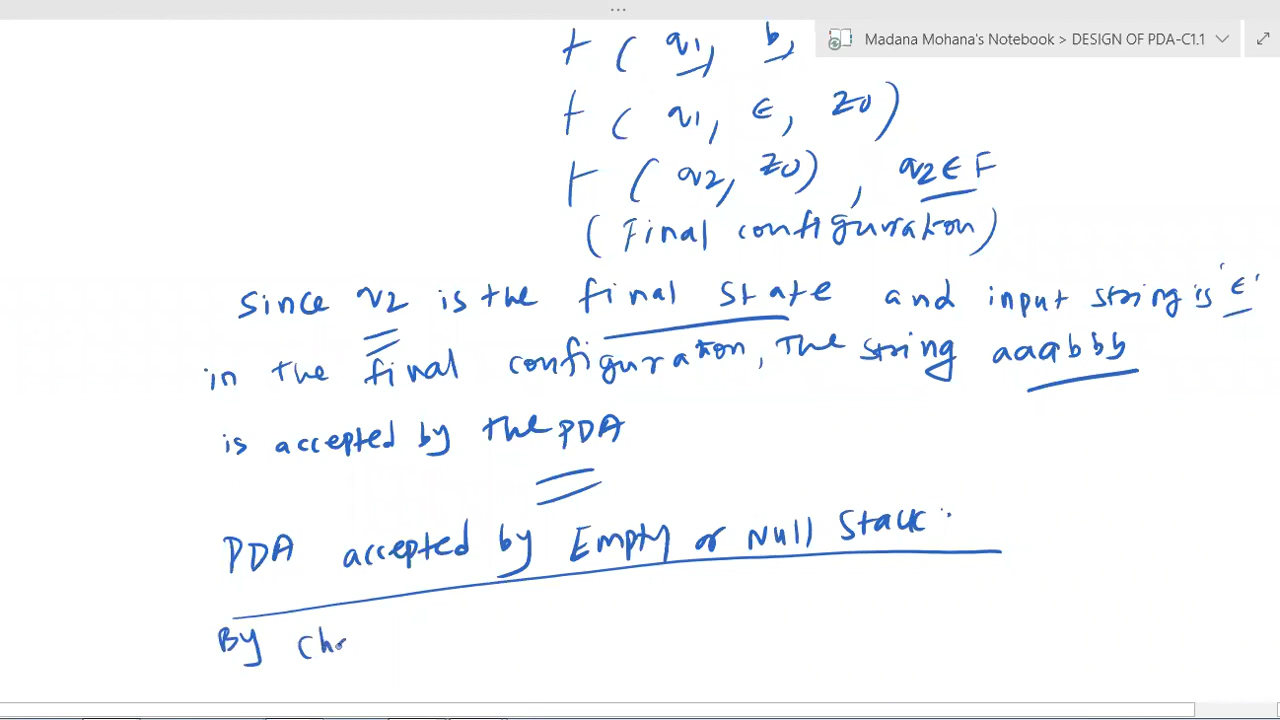 Madana Mohana's Notebook > DESIGN OF PDA-C1.1
⊢ ( q1, b,
⊢ ( q1, ϵ, z0)
⊢ ( q2, z0) , q2 ϵ F
( Final configuration)
Since q2 is the final state and input string is 'ϵ'
in the final configuration, The string aaabbb
is accepted by the PDA
PDA accepted by Empty or Null Stack:
By cha